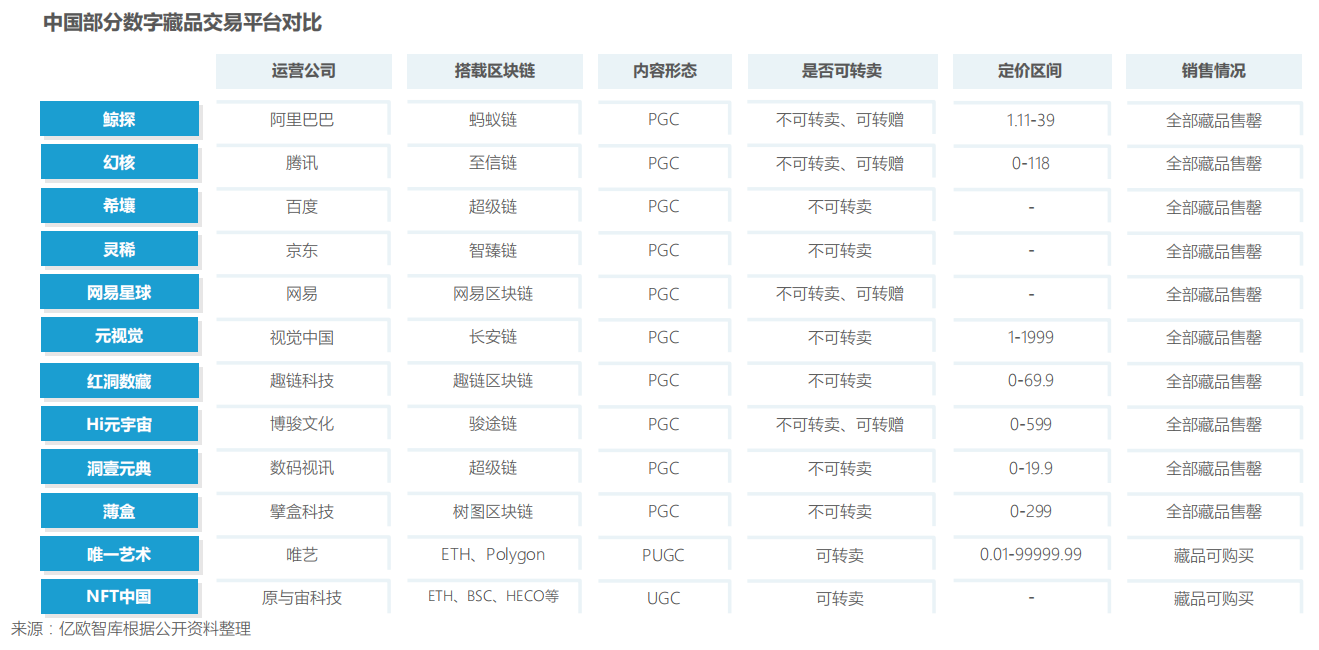 中国部分数字藏品交易平台对比
运营公司 搭载区块链 内容形态 是否可转卖 定价区间 销售情况
鲸探 阿里巴巴 蚂蚁链 PGC 不可转卖、可转赠 1.11-39 全部藏品售罄
幻核 腾讯 至信链 PGC 不可转卖、可转赠 0-118 全部藏品售罄
希壤 百度 超级链 PGC 不可转卖 - 全部藏品售罄
灵稀 京东 智臻链 PGC 不可转卖 - 全部藏品售罄
网易星球 网易 网易区块链 PGC 不可转卖、可转赠 - 全部藏品售罄
元视觉 视觉中国 长安链 PGC 不可转卖 1-1999 全部藏品售罄
红洞数藏 趣链科技 趣链区块链 PGC 不可转卖 0-69.9 全部藏品售罄
Hi元宇宙 博骏文化 骏途链 PGC 不可转卖、可转赠 0-599 全部藏品售罄
洞壹元典 数码视讯 超级链 PGC 不可转卖 0-19.9 全部藏品售罄
薄盒 擘盒科技 树图区块链 PGC 不可转卖 0-299 全部藏品售罄
唯一艺术 唯艺 ETH、Polygon PUGC 可转卖 0.01-99999.99 藏品可购买
NFT中国 原与宙科技 ETH、BSC、HECO等 UGC 可转卖 - 藏品可购买
来源：亿欧智库根据公开资料整理